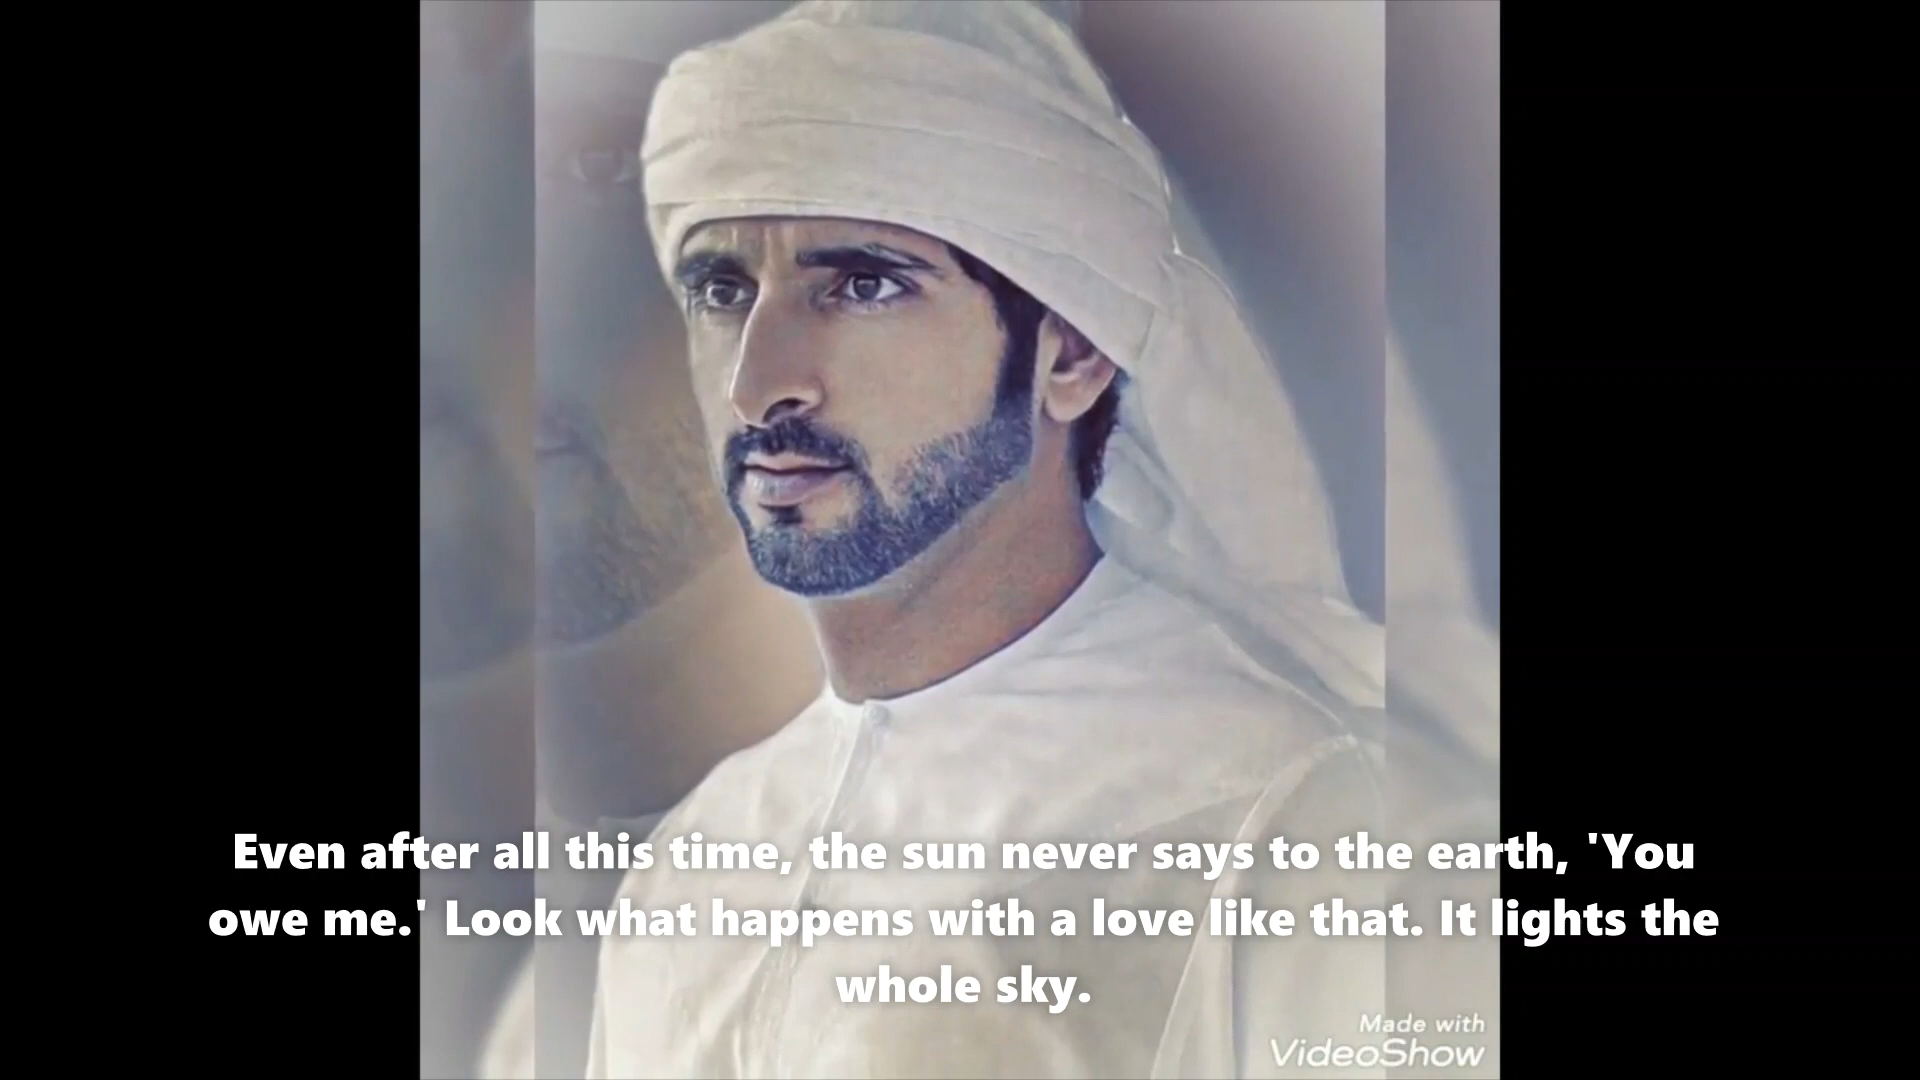 Even after all this time, the sun never says to the earth, 'You
owe me.' Look what happens with a love like that. It lights the
whole sky.
Made with
VideoShow